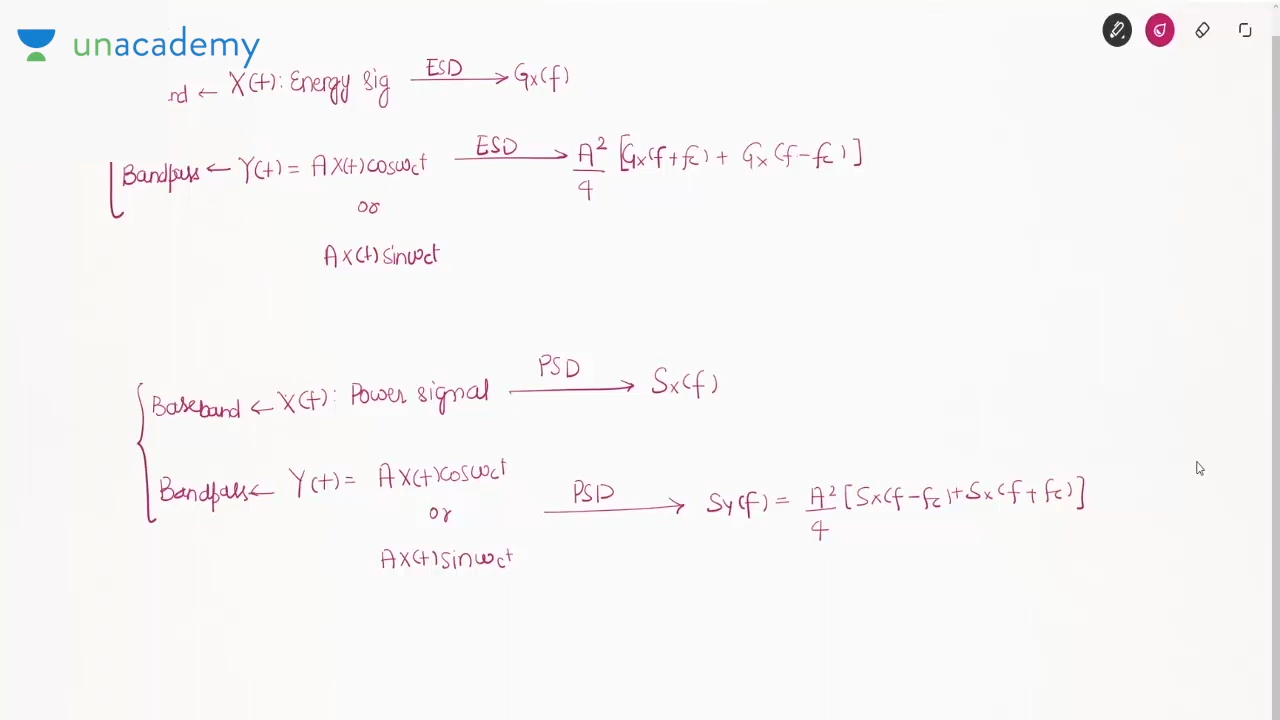 unacademy
nd ← X(t): Energy sig ESD → Gx(f)
Bandpass ← Y(t) = A X(t) cosωct ESD → A²/4 [Gx(f+fc) + Gx(f-fc)]
or
A X(t) sinωct
Baseband ← X(t): Power signal PSD → Sx(f)
Bandpass ← Y(t) = A X(t) cosωct
or PSD → Sy(f) = A²/4 [Sx(f-fc) + Sx(f+fc)]
A X(t) sinωct